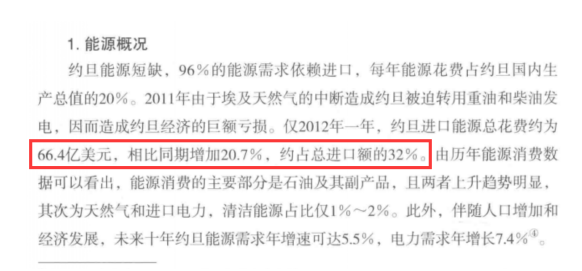 1. 能源概况
约旦能源短缺，96%的能源需求依赖进口，每年能源花费占约旦国内生
产总值的20%。2011年由于埃及天然气的中断造成约旦被迫转用重油和柴油发
电，因而造成约旦经济的巨额亏损。仅2012年一年，约旦进口能源总花费约为
66.4亿美元，相比同期增加20.7%，约占总进口额的32%。由历年能源消费数
据可以看出，能源消费的主要部分是石油及其副产品，且两者上升趋势明显，
其次为天然气和进口电力，清洁能源占比仅1%～2%。此外，伴随人口增加和
经济发展，未来十年约旦能源需求年增速可达5.5%，电力需求年增长7.4%④。